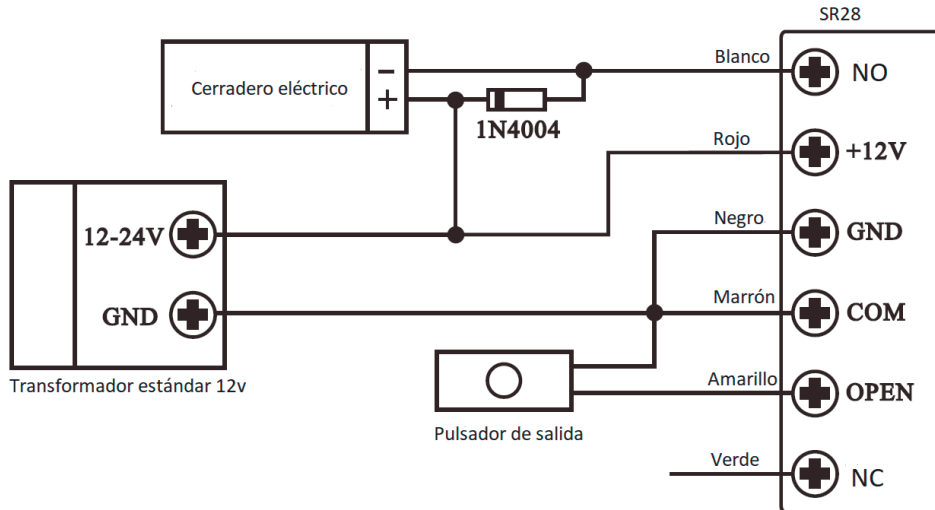 SR28
Blanco
NO
Cerradero eléctrico
-
+
1N4004
Rojo
+12V
Negro
GND
12-24V
Marrón
COM
GND
Transformador estándar 12v
Amarillo
OPEN
Pulsador de salida
Verde
NC